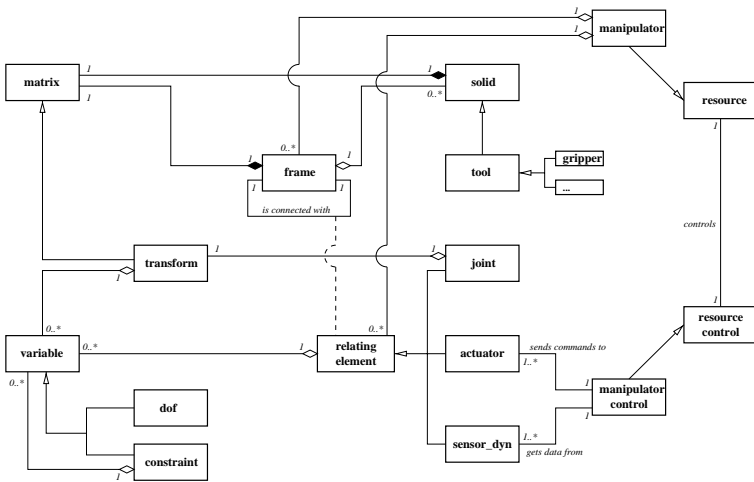 1
manipulator
1
matrix
1
1
solid
1
0..*
resource
1
0..*
1
1
frame
tool
gripper
...
1
1
is connected with
controls
transform
1
1
joint
1
0..*
0..*
1
resource
control
variable
0..*
1
relating
element
actuator
sends commands to
1..*
0..*
1
manipulator
control
1
dof
constraint
1
sensor_dyn
1..*
gets data from